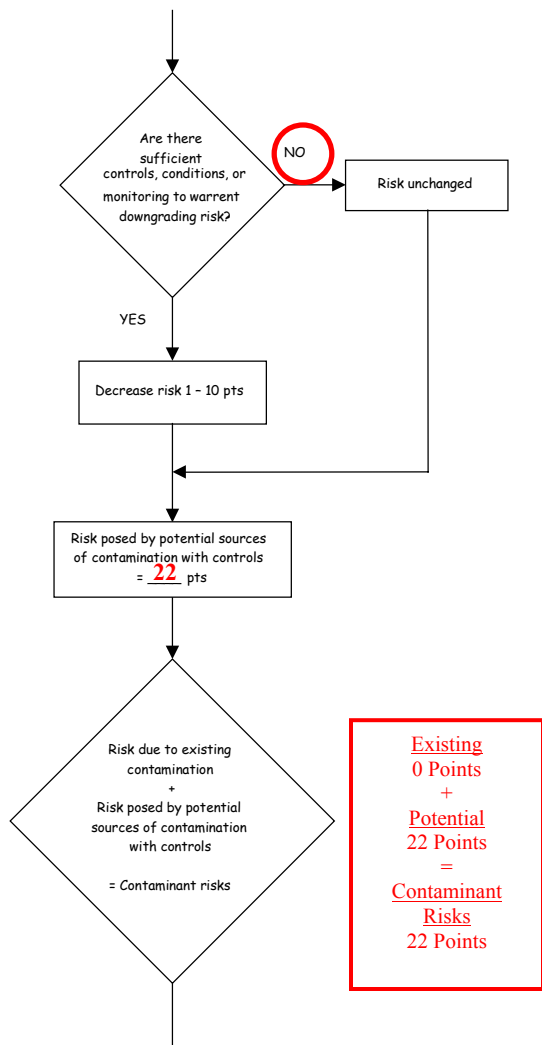 Are there
sufficient
controls, conditions, or
monitoring to warrent
downgrading risk?
NO
Risk unchanged
YES
Decrease risk 1 – 10 pts
Risk posed by potential sources
of contamination with controls
= 22 pts
Risk due to existing
contamination
+
Risk posed by potential
sources of contamination
with controls
= Contaminant risks
Existing
0 Points
+
Potential
22 Points
=
Contaminant
Risks
22 Points